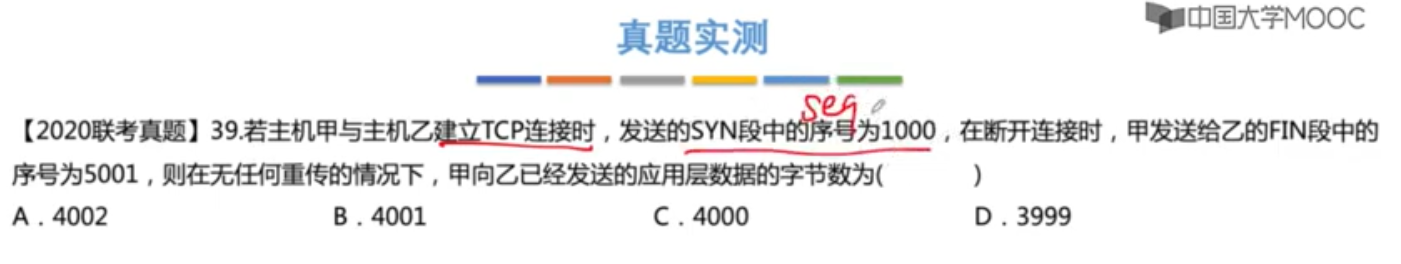 中国大学MOOC
真题实测
seq
【2020联考真题】39.若主机甲与主机乙建立TCP连接时，发送的SYN段中的序号为1000，在断开连接时，甲发送给乙的FIN段中的
序号为5001，则在无任何重传的情况下，甲向乙已经发送的应用层数据的字节数为( )
A．4002 B．4001 C．4000 D．3999